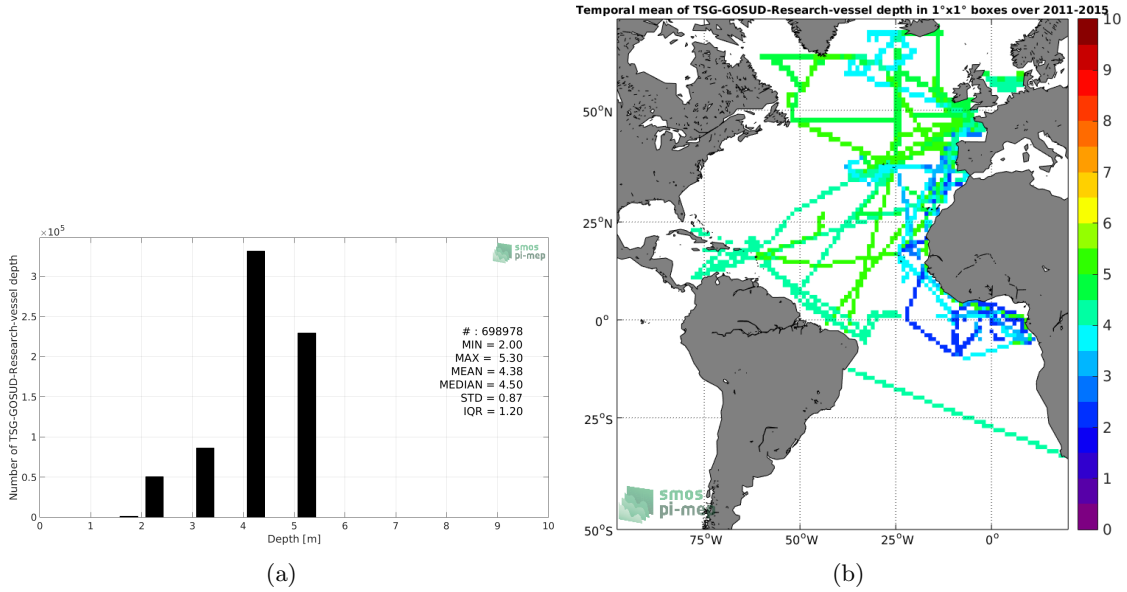 ×10⁵
3
2.5
2
1.5
1
0.5
0
Number of TSG-GOSUD-Research-vessel depth
smos
pi-mep
# : 698978
MIN = 2.00
MAX = 5.30
MEAN = 4.38
MEDIAN = 4.50
STD = 0.87
IQR = 1.20
0 1 2 3 4 5 6 7 8 9 10
Depth [m]
(a)
Temporal mean of TSG-GOSUD-Research-vessel depth in 1°x1° boxes over 2011-2015
50°N
25°N
0°
25°S
50°S
75°W 50°W 25°W 0°
smos
pi-mep
10
9
8
7
6
5
4
3
2
1
0
(b)